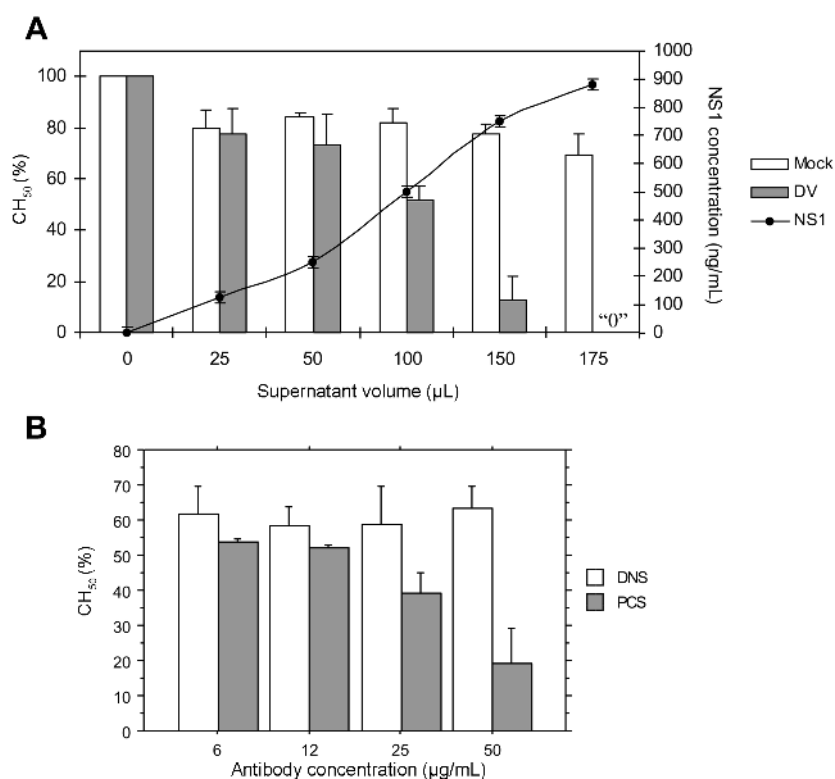 A
CH50 (%)
100
80
60
40
20
0
0 25 50 100 150 175
Supernatant volume (µL)
1000
900
800
700
600
500
400
300
200
100
0
NS1 concentration (ng/mL)
“0”
Mock
DV
NS1
B
CH50 (%)
80
70
60
50
40
30
20
10
0
6 12 25 50
Antibody concentration (µg/mL)
DNS
PCS